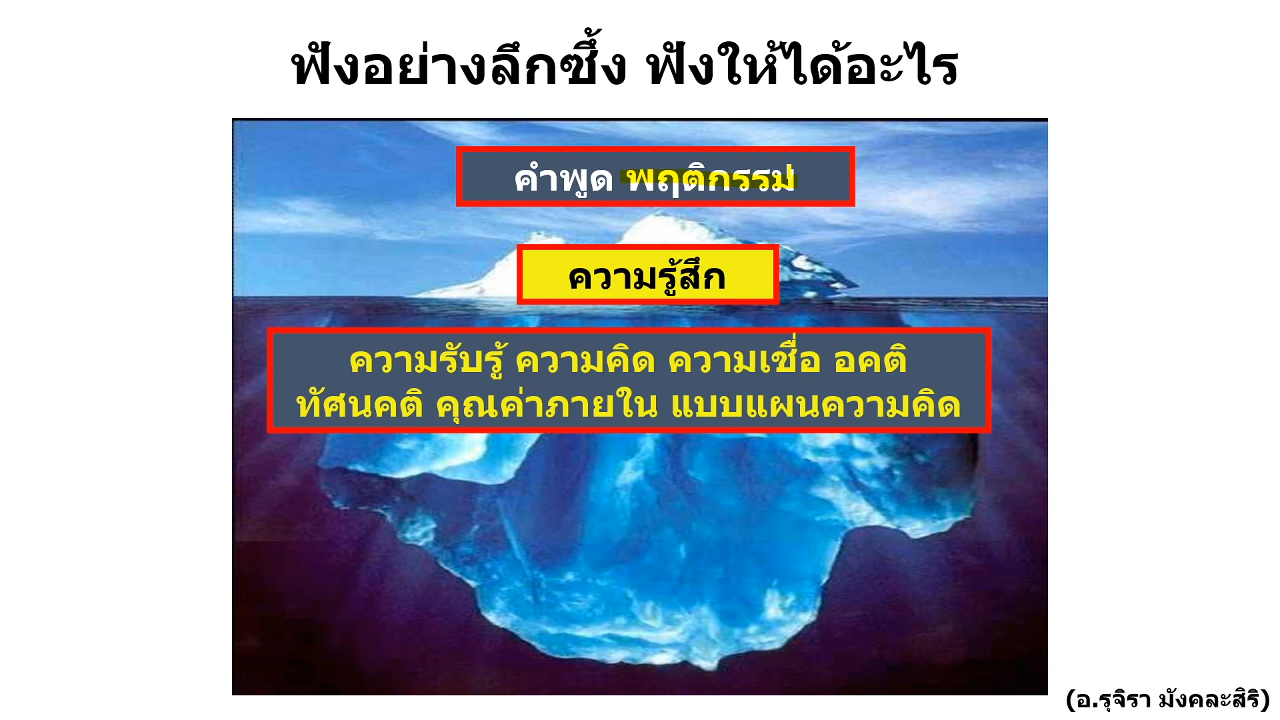 ฟังอย่างลึกซึ้ง ฟังให้ได้อะไร
คำพูด พฤติกรรม
ความรู้สึก
ความรับรู้ ความคิด ความเชื่อ อคติ
ทัศนคติ คุณค่าภายใน แบบแผนความคิด
(อ.รุจิรา มังคละสิริ)